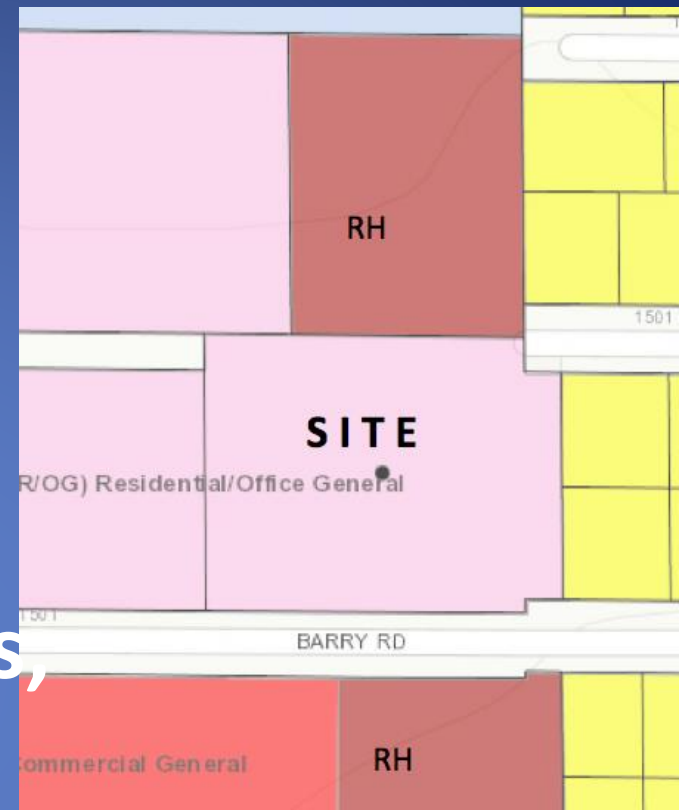 RH
1501
SITE
R/OG) Residential/Office General
1501
BARRY RD
s,
ommercial General
RH